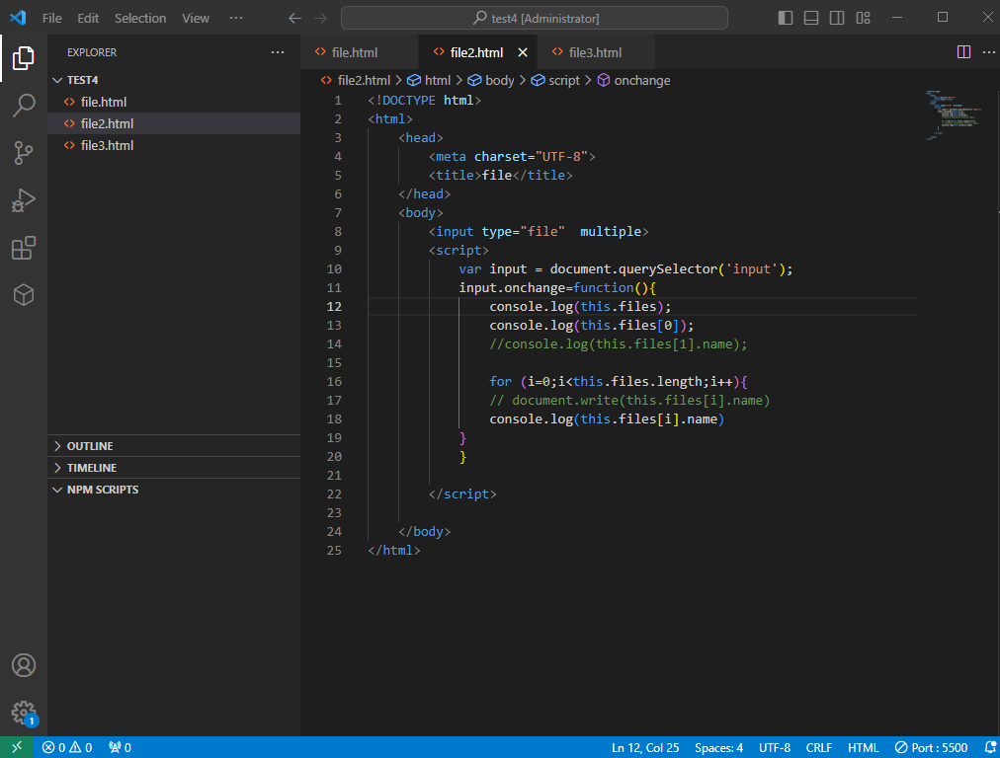 File Edit Selection View ··· test4 [Administrator]
EXPLORER ···
TEST4
file.html
file2.html
file3.html
OUTLINE
TIMELINE
NPM SCRIPTS
file.html file2.html file3.html ···
file2.html > html > body > script > onchange
1 <!DOCTYPE html>
2 <html>
3 <head>
4 <meta charset="UTF-8">
5 <title>file</title>
6 </head>
7 <body>
8 <input type="file"  multiple>
9 <script>
10 var input = document.querySelector('input');
11 input.onchange=function(){
12 console.log(this.files);
13 console.log(this.files[0]);
14 //console.log(this.files[1].name);
15
16 for (i=0;i<this.files.length;i++){
17 // document.write(this.files[i].name)
18 console.log(this.files[i].name)
19 }
20 }
21
22 </script>
23
24 </body>
25 </html>
1
0 0 0 Ln 12, Col 25 Spaces: 4 UTF-8 CRLF HTML Port : 5500